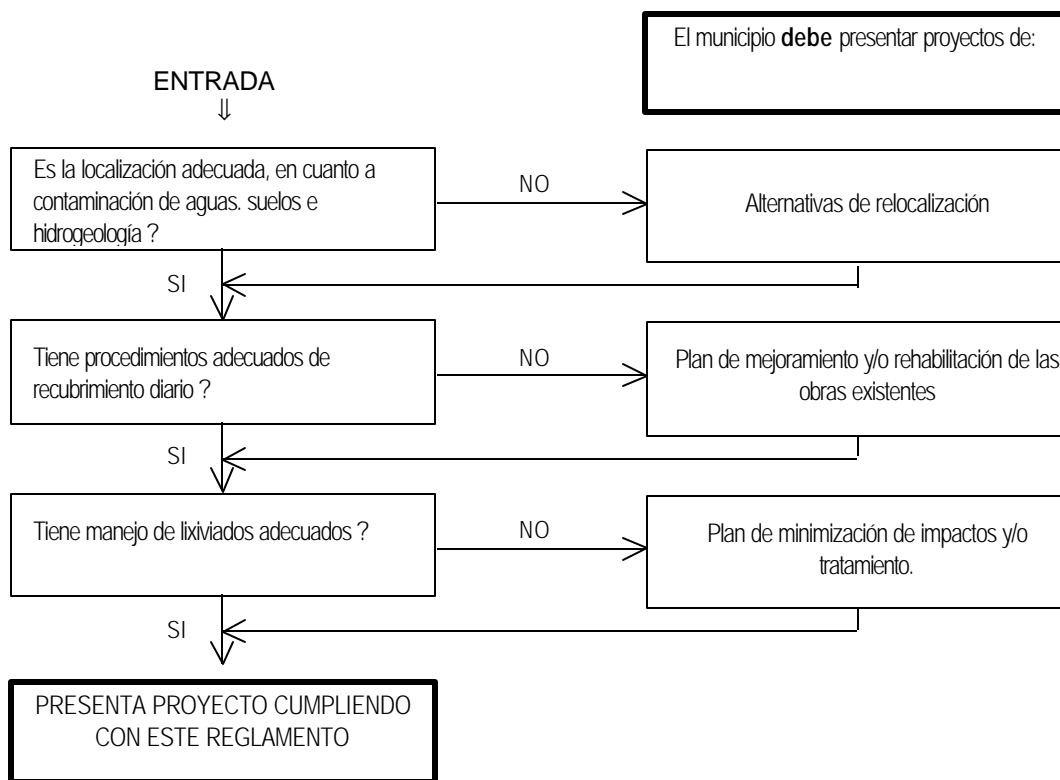 El municipio debe presentar proyectos de:
ENTRADA
⇓
Es la localización adecuada, en cuanto a
contaminación de aguas. suelos e
hidrogeología ?
NO
Alternativas de relocalización
SI
Tiene procedimientos adecuados de
recubrimiento diario ?
NO
Plan de mejoramiento y/o rehabilitación de las
obras existentes
SI
Tiene manejo de lixiviados adecuados ?
NO
Plan de minimización de impactos y/o
tratamiento.
SI
PRESENTA PROYECTO CUMPLIENDO
CON ESTE REGLAMENTO